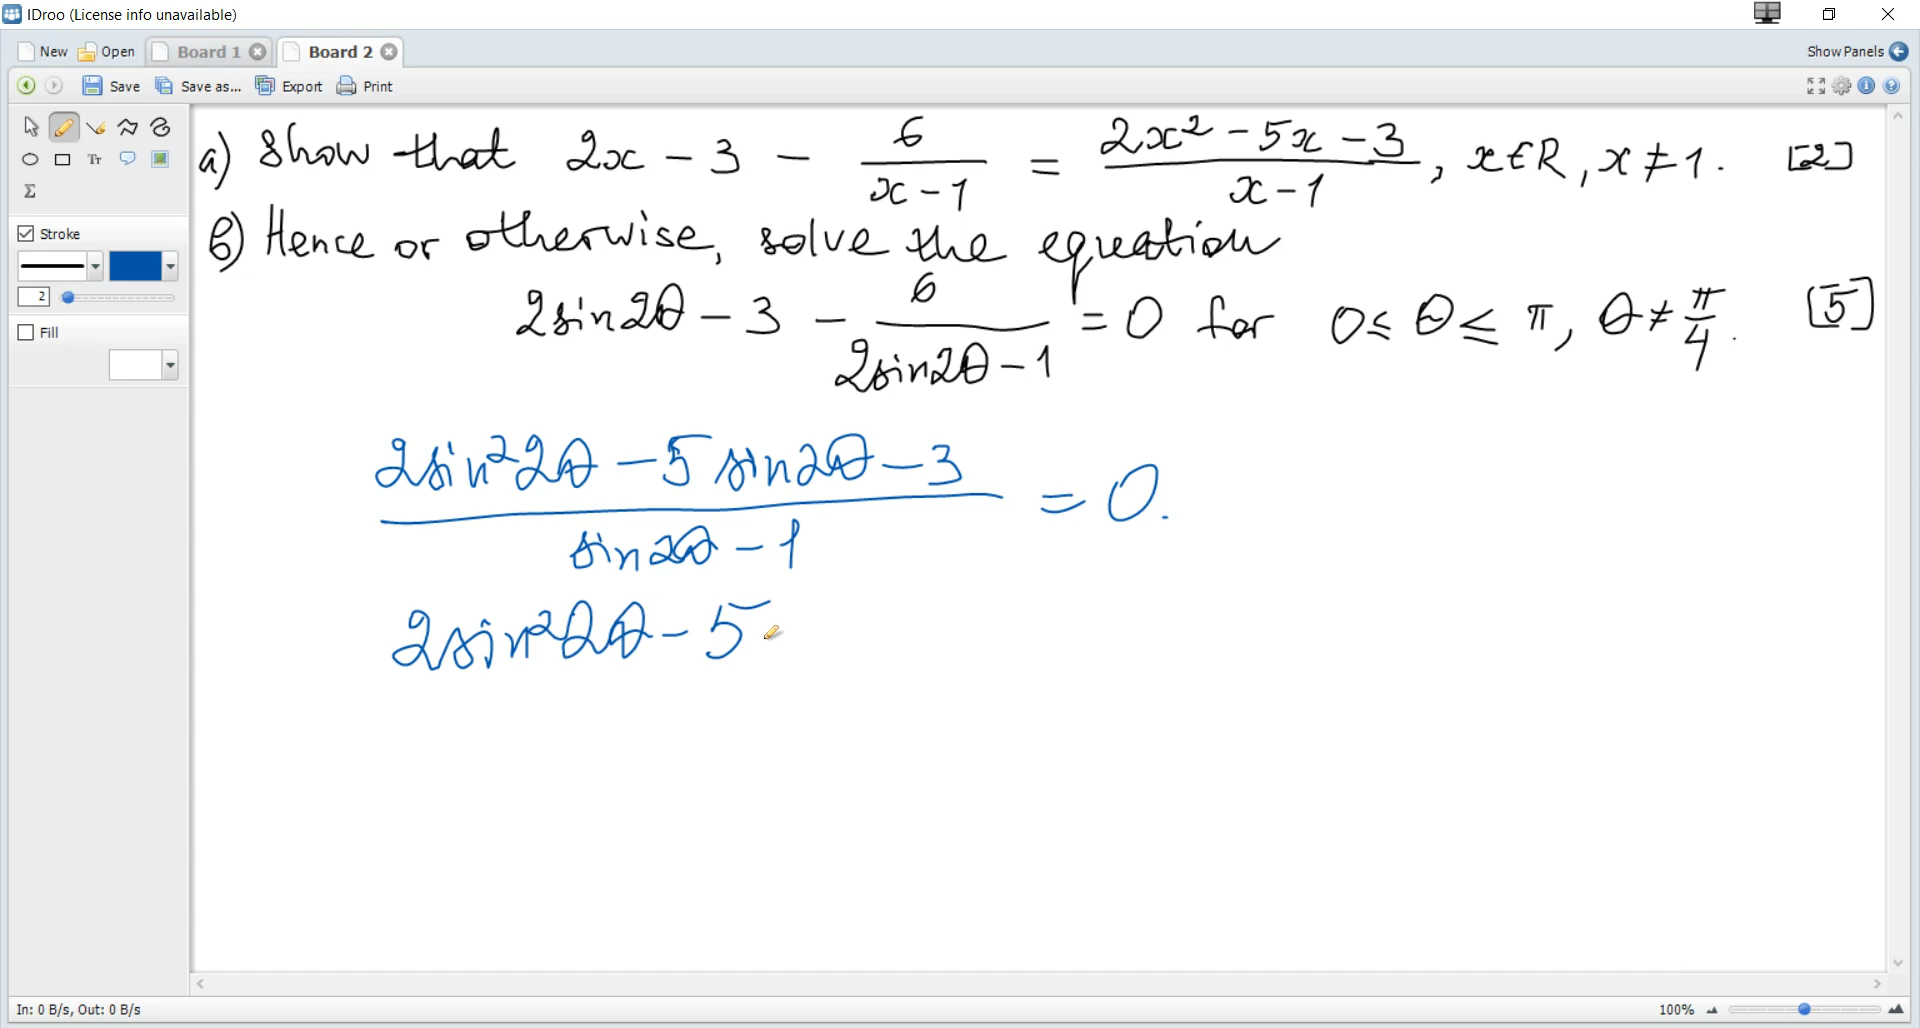 IDroo (License info unavailable)
New Open Board 1 Board 2 Show Panels
Save Save as... Export Print
Tt
Σ
Stroke
2
Fill
a) Show that 2x - 3 - 6/(x - 1) = (2x² - 5x - 3)/(x - 1), x∈R, x ≠ 1. [2]
b) Hence or otherwise, solve the equation
2sin2θ - 3 - 6/(2sin2θ - 1) = 0 for 0 ≤ θ ≤ π, θ ≠ π/4. [5]
(2sin²2θ - 5sin2θ - 3)/(sin2θ - 1) = 0.
2sin²2θ - 5
In: 0 B/s, Out: 0 B/s 100%